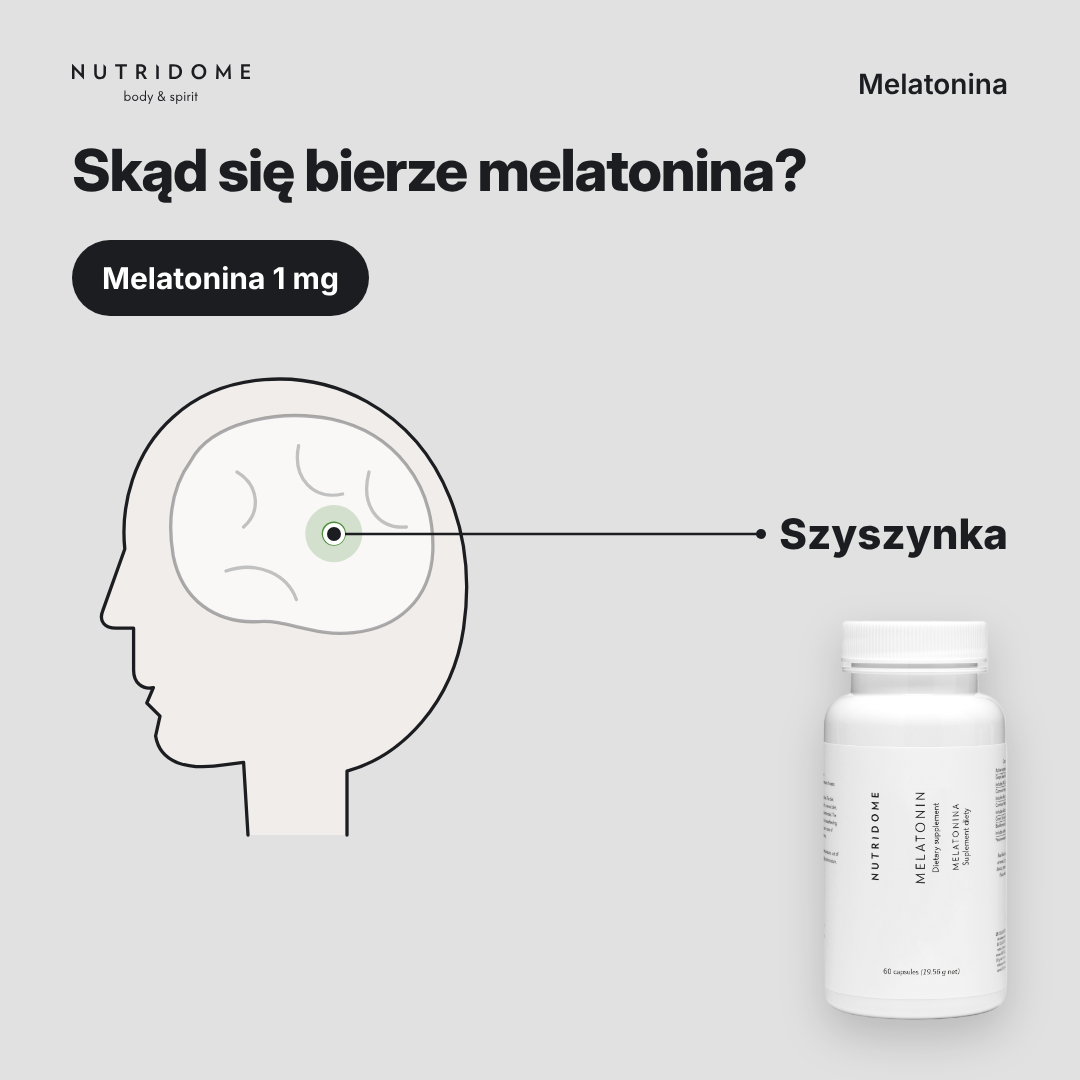 NUTRIDOME
body & spirit
Melatonina
Skąd się bierze melatonina?
Melatonina 1 mg
Szyszynka
NUTRIDOME
MELATONIN
Dietary supplement
MELATONINA
Suplement diety
60 capsules (19.56 g net)